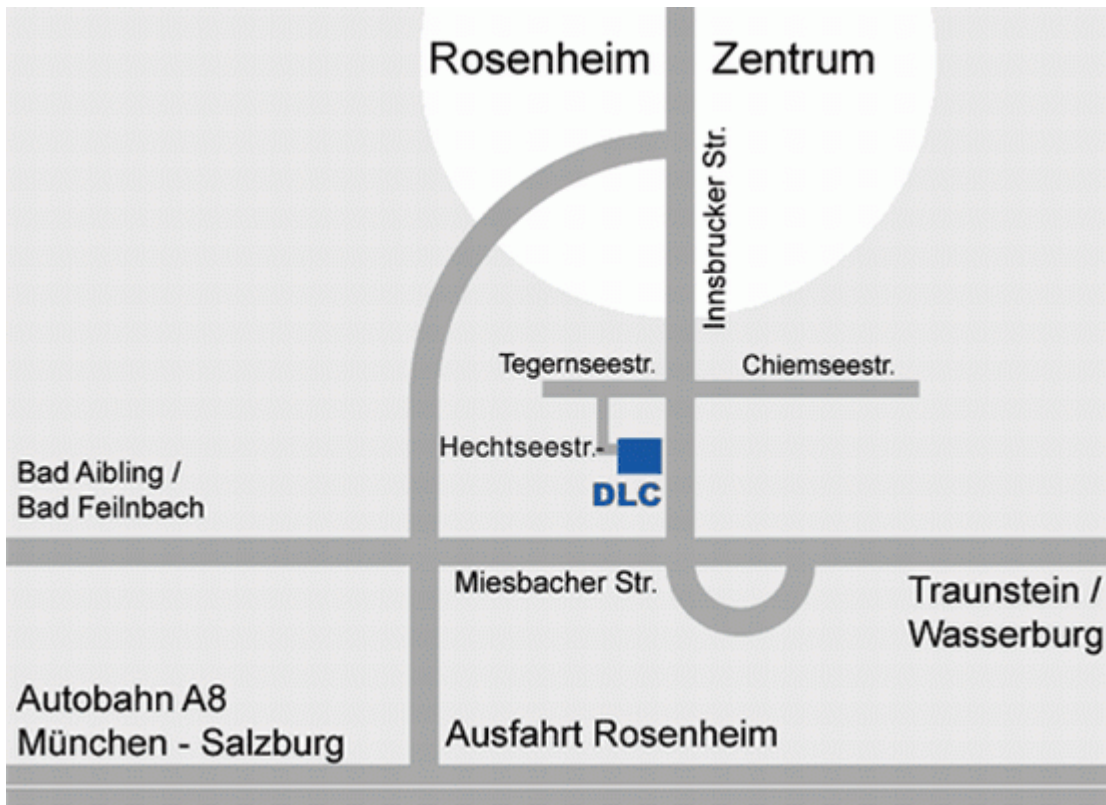 Rosenheim Zentrum
Innsbrucker Str.
Tegernseestr.
Chiemseestr.
Hechtseestr.
DLC
Bad Aibling /
Bad Feilnbach
Miesbacher Str.
Traunstein /
Wasserburg
Autobahn A8
München - Salzburg
Ausfahrt Rosenheim